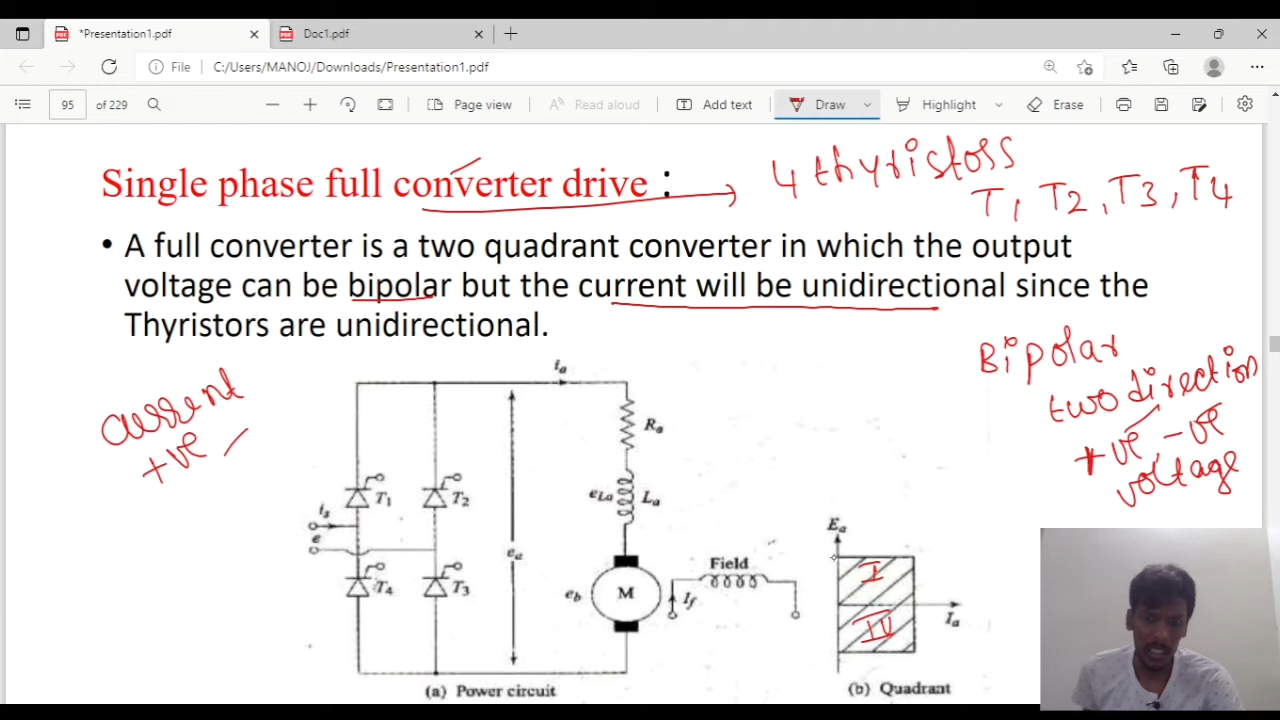 *Presentation1.pdf
Doc1.pdf
File
C:/Users/MANOJ/Downloads/Presentation1.pdf
95 of 229
Page view
Read aloud
Add text
Draw
Highlight
Erase
Single phase full converter drive :
4 thyristoss
T1, T2, T3, T4
• A full converter is a two quadrant converter in which the output
voltage can be bipolar but the current will be unidirectional since the
Thyristors are unidirectional.
Bipolar
two direction
+ve, -ve
voltage
current
+ve
ia
Ra
eLa La
T1 T2
is
e
ea
T4 T3
eb M
Field
If
Ea
I
IV
Ia
(a) Power circuit
(b) Quadrant